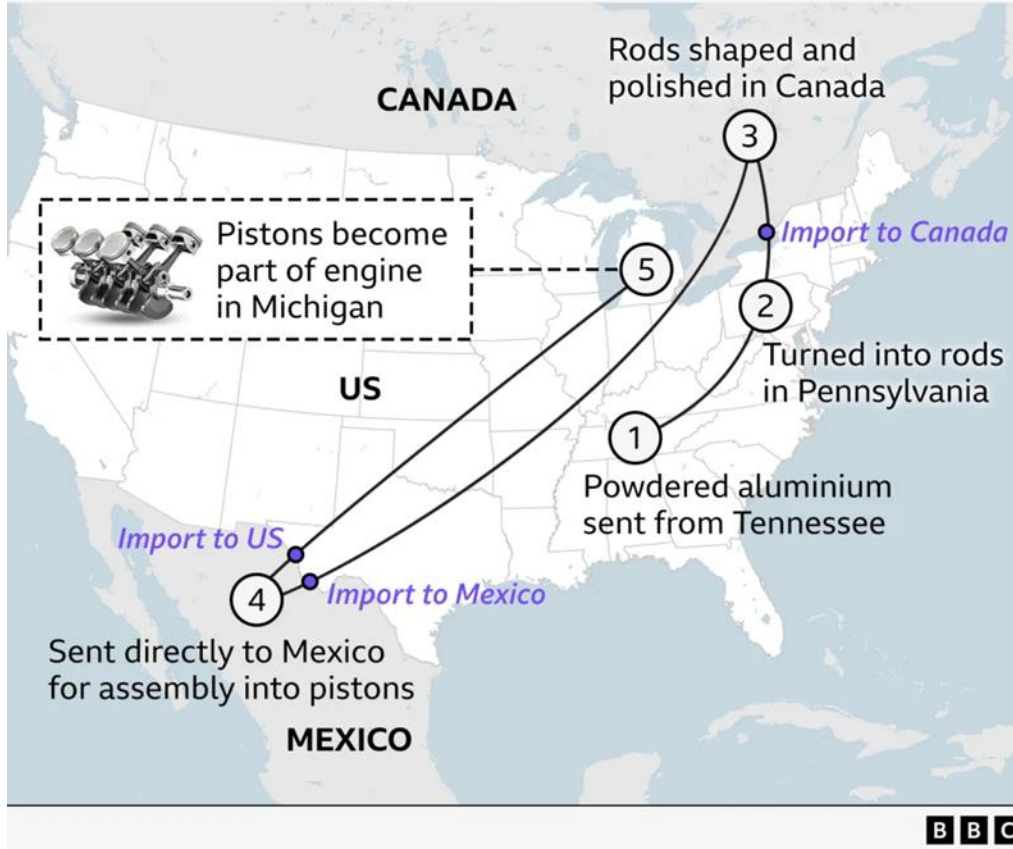 Rods shaped and
polished in Canada
CANADA
3
Import to Canada
Pistons become
part of engine
in Michigan
5
2
Turned into rods
in Pennsylvania
US
1
Powdered aluminium
sent from Tennessee
Import to US
Import to Mexico
4
Sent directly to Mexico
for assembly into pistons
MEXICO
BBC